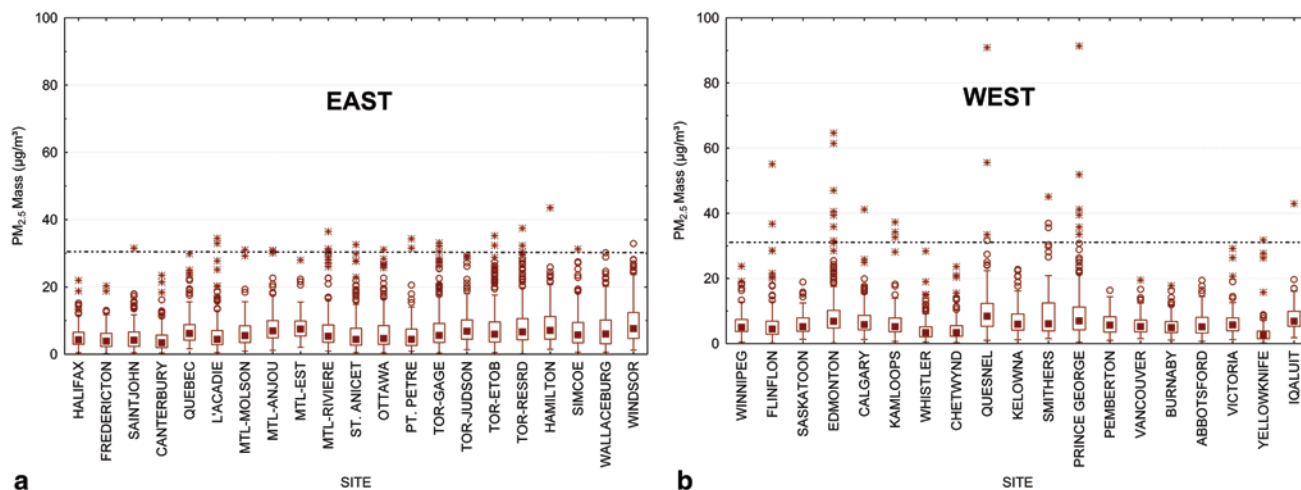 EAST
PM2.5 Mass (µg/m³)
100
80
60
40
20
0
HALIFAX
FREDERICTON
SAINTJOHN
CANTERBURY
QUEBEC
L'ACADIE
MTL-MOLSON
MTL-ANJOU
MTL-EST
MTL-RIVIERE
ST. ANICET
OTTAWA
PT. PETRE
TOR-GAGE
TOR-JUDSON
TOR-ETOB
TOR-RESRD
HAMILTON
SIMCOE
WALLACEBURG
WINDSOR
SITE
a
WEST
PM2.5 Mass (µg/m³)
100
80
60
40
20
0
WINNIPEG
FLINFLON
SASKATOON
EDMONTON
CALGARY
KAMLOOPS
WHISTLER
CHETWYND
QUESNEL
KELOWNA
SMITHERS
PRINCE GEORGE
PEMBERTON
VANCOUVER
BURNABY
ABBOTSFORD
VICTORIA
YELLOWKNIFE
IQALUIT
SITE
b